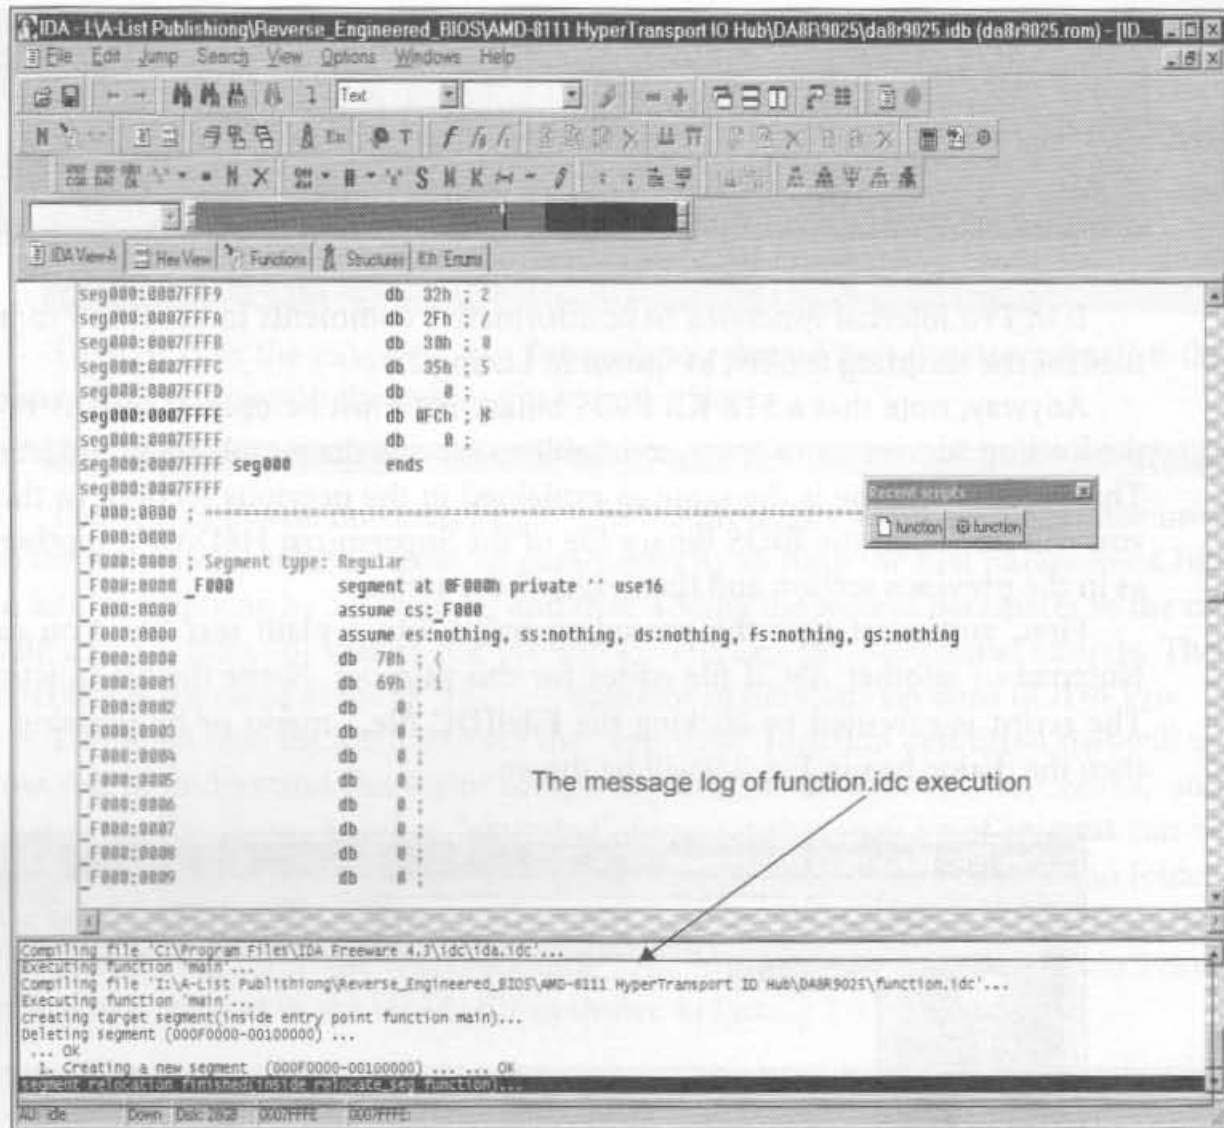 IDA - I:\A-List Publishiong\Reverse_Engineered_BIOS\AMD-8111 HyperTransport IO Hub\DA8R9025\da8r9025.idb (da8r9025.rom) - [ID...
File Edit Jump Search View Options Windows Help
Text
IDA View-A Hex View Functions Structures Enums
seg000:0007FFF9 db 32h ; 2
seg000:0007FFFA db 2Fh ; /
seg000:0007FFFB db 30h ; 0
seg000:0007FFFC db 35h ; 5
seg000:0007FFFD db 0 ;
seg000:0007FFFE db 0FCh ;
seg000:0007FFFF db 0 ;
seg000:0007FFFF seg000 ends
seg000:0007FFFF
_F000:0000 ;
_F000:0000
_F000:0000 ; Segment type: Regular
_F000:0000 _F000 segment at 0F000h private '' use16
_F000:0000 assume cs:_F000
_F000:0000 assume es:nothing, ss:nothing, ds:nothing, fs:nothing, gs:nothing
_F000:0000 db ;
_F000:0001 db 69h ; i
_F000:0002 db 0 ;
_F000:0003 db 0 ;
_F000:0004 db 0 ;
_F000:0005 db 0 ;
_F000:0006 db 0 ;
_F000:0007 db 0 ;
_F000:0008 db 0 ;
_F000:0009 db 0 ;
Recent scripts
function function
The message log of function.idc execution
Compiling file 'C:\Program Files\IDA Freeware 4.3\idc\ida.idc'...
Executing function 'main'...
Compiling file 'I:\A-List Publishiong\Reverse_Engineered_BIOS\AMD-8111 HyperTransport IO Hub\DA8R9025\function.idc'...
Executing function 'main'...
creating target segment(inside entry point function main)...
Deleting segment (000F0000-00100000) ...
... OK
1. Creating a new segment (000F0000-00100000) ... ... OK
segment relocation finished(inside relocate_seg function)...
AU: idle Down Disk: 28GB 0007FFFE 0007FFFE: